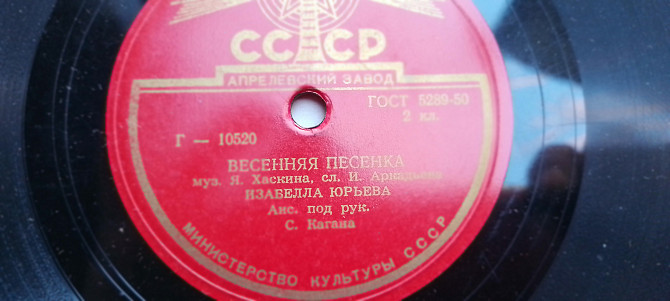 СССР
АПРЕЛЕВСКИЙ ЗАВОД
ГОСТ 5289-50
2 кл.
Г — 10520
ВЕСЕННЯЯ ПЕСЕНКА
муз. Я. Хаскина, сл. И. Аркадьева
ИЗАБЕЛЛА ЮРЬЕВА
Анс. под рук.
С. Кагана
МИНИСТЕРСТВО КУЛЬТУРЫ СССР